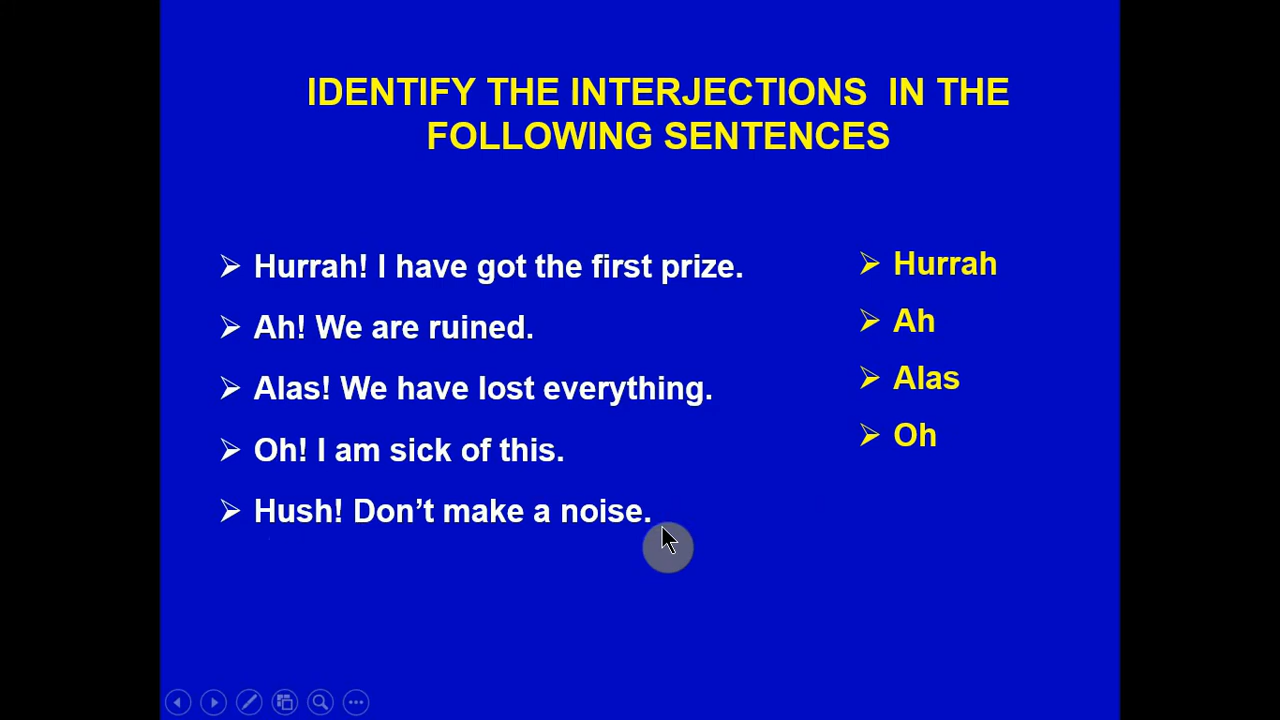 IDENTIFY THE INTERJECTIONS IN THE
FOLLOWING SENTENCES
Hurrah! I have got the first prize.
Ah! We are ruined.
Alas! We have lost everything.
Oh! I am sick of this.
Hush! Don’t make a noise.
Hurrah
Ah
Alas
Oh